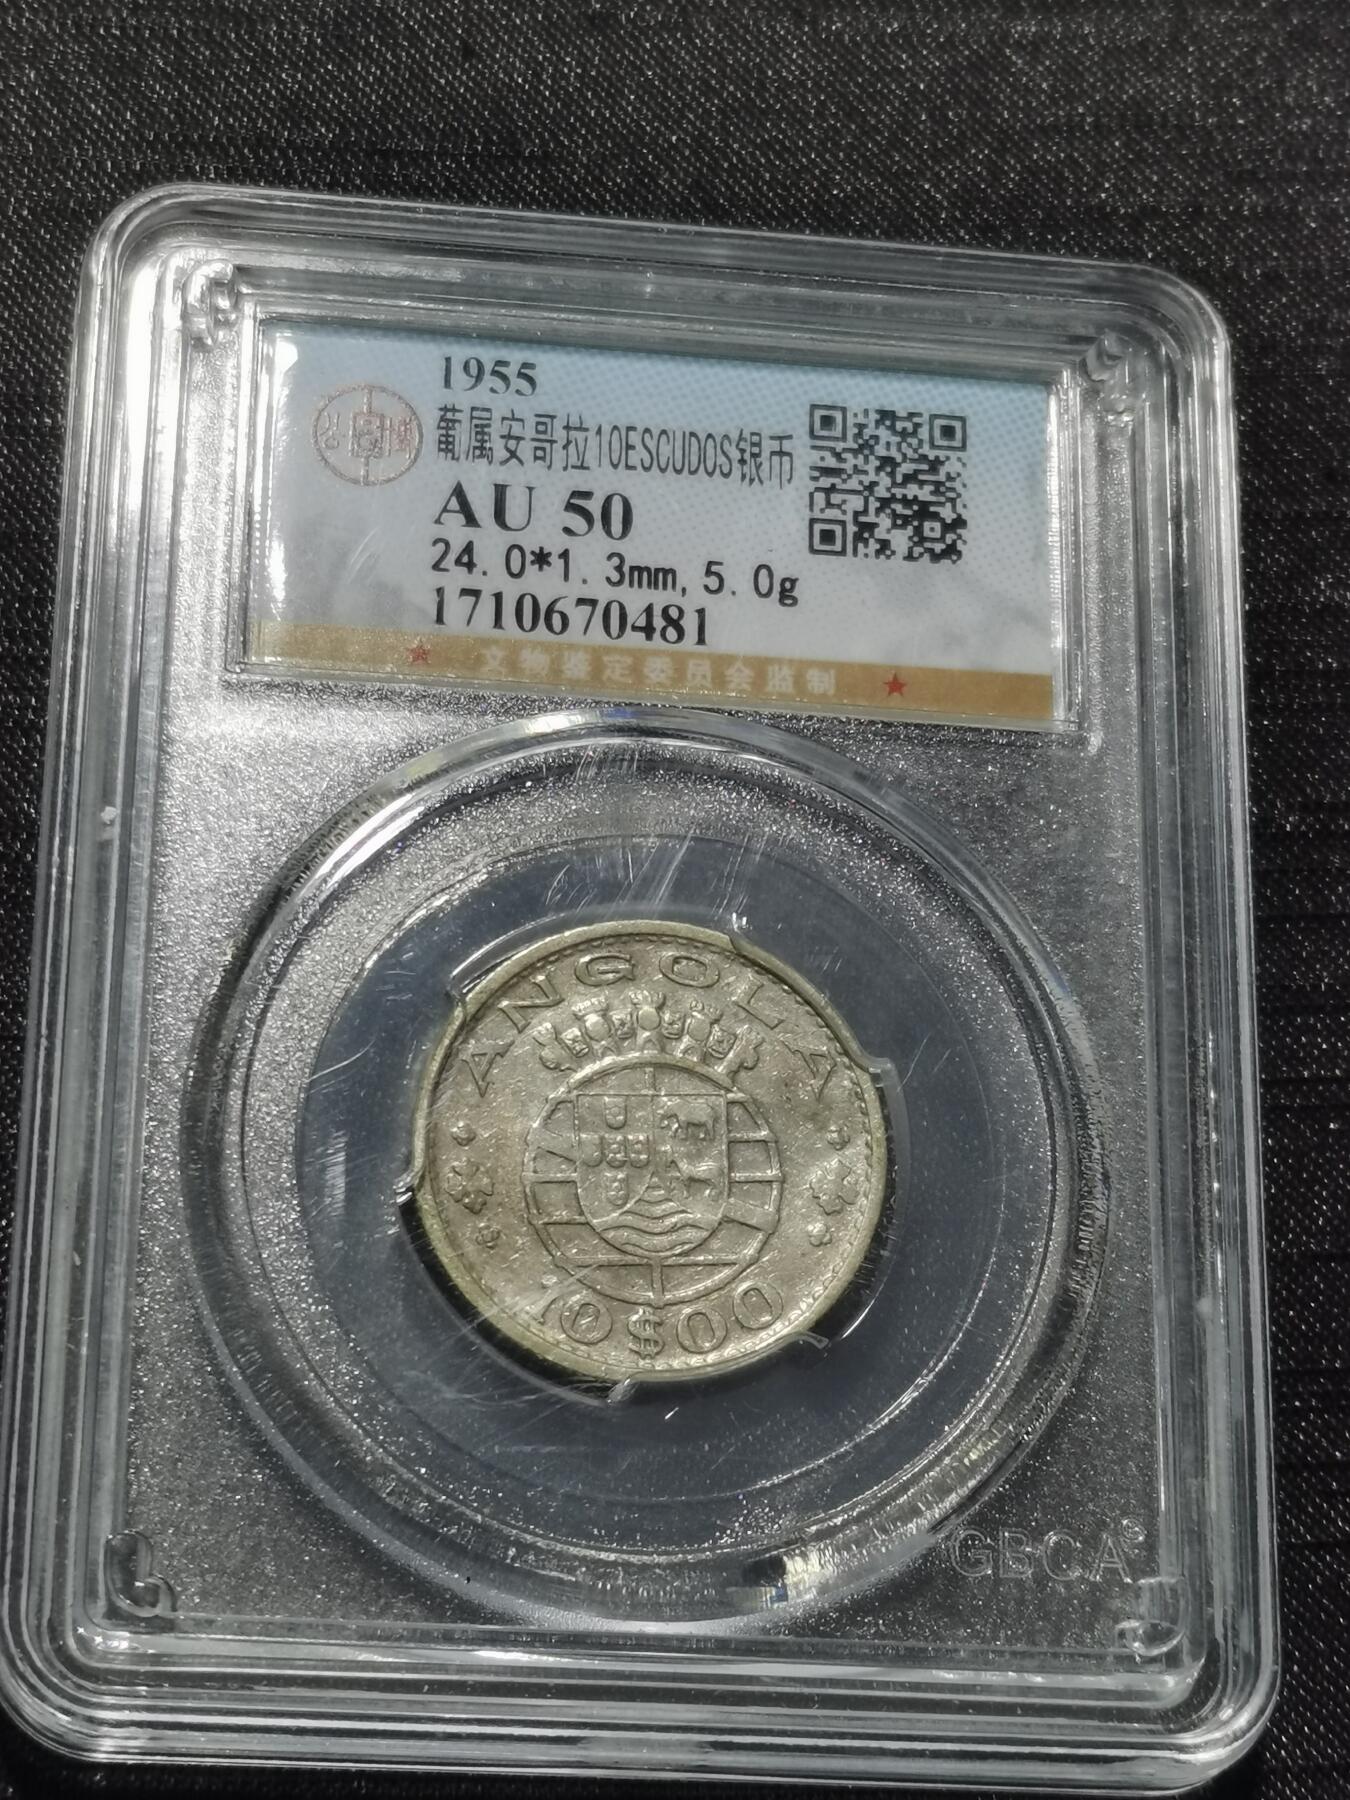 1955
葡属安哥拉10ESCUDOS银币
AU 50
24.0*1.3mm,5.0g
1710670481
★ 文物鉴定委员会监制 ★
ANGOLA
10$00
GBCA©